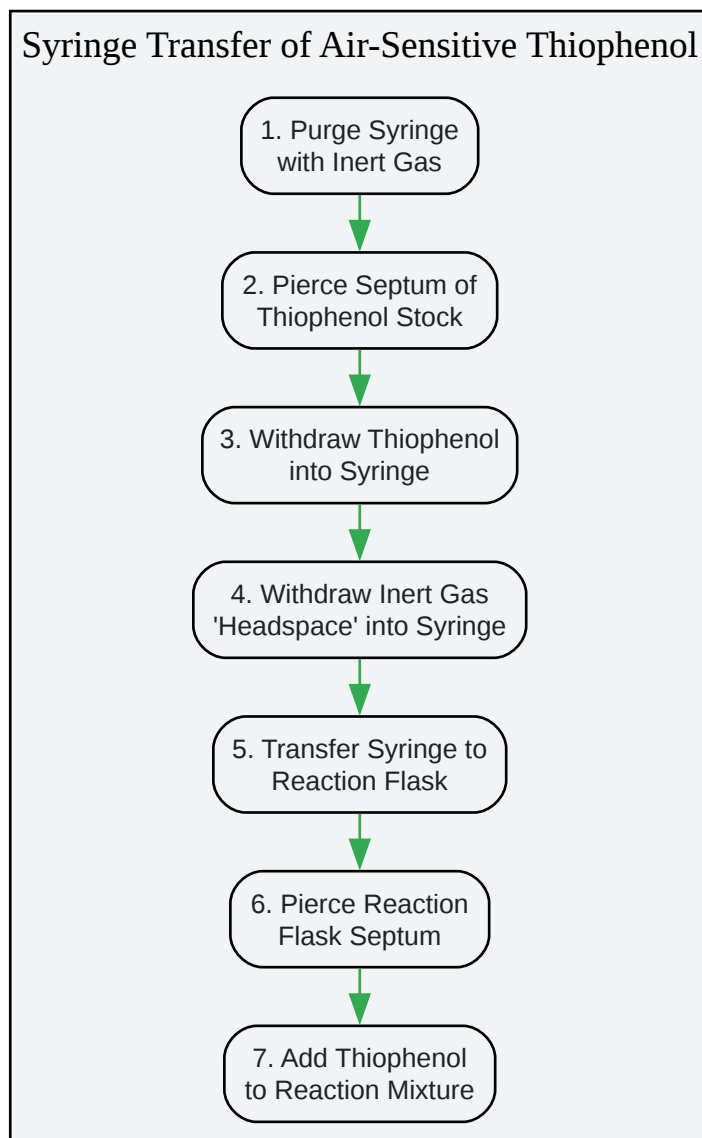 Syringe Transfer of Air-Sensitive Thiophenol
1. Purge Syringe
with Inert Gas
2. Pierce Septum of
Thiophenol Stock
3. Withdraw Thiophenol
into Syringe
4. Withdraw Inert Gas
'Headspace' into Syringe
5. Transfer Syringe to
Reaction Flask
6. Pierce Reaction
Flask Septum
7. Add Thiophenol
to Reaction Mixture